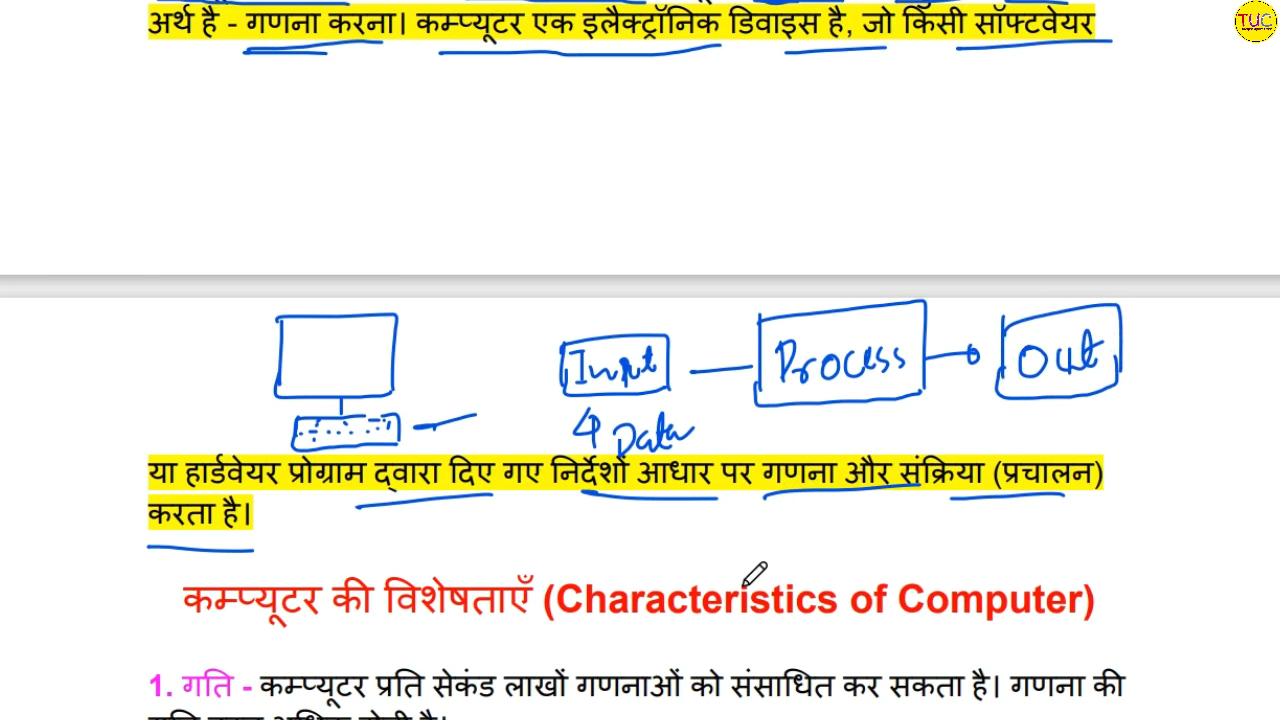 अर्थ है - गणना करना। कम्प्यूटर एक इलैक्ट्रॉनिक डिवाइस है, जो किसी सॉफ्टवेयर
TUC
Input
Process
Out
Data
या हार्डवेयर प्रोग्राम द्वारा दिए गए निर्देशों आधार पर गणना और संक्रिया (प्रचालन)
करता है।
कम्प्यूटर की विशेषताएँ (Characteristics of Computer)
1. गति - कम्प्यूटर प्रति सेकंड लाखों गणनाओं को संसाधित कर सकता है। गणना की